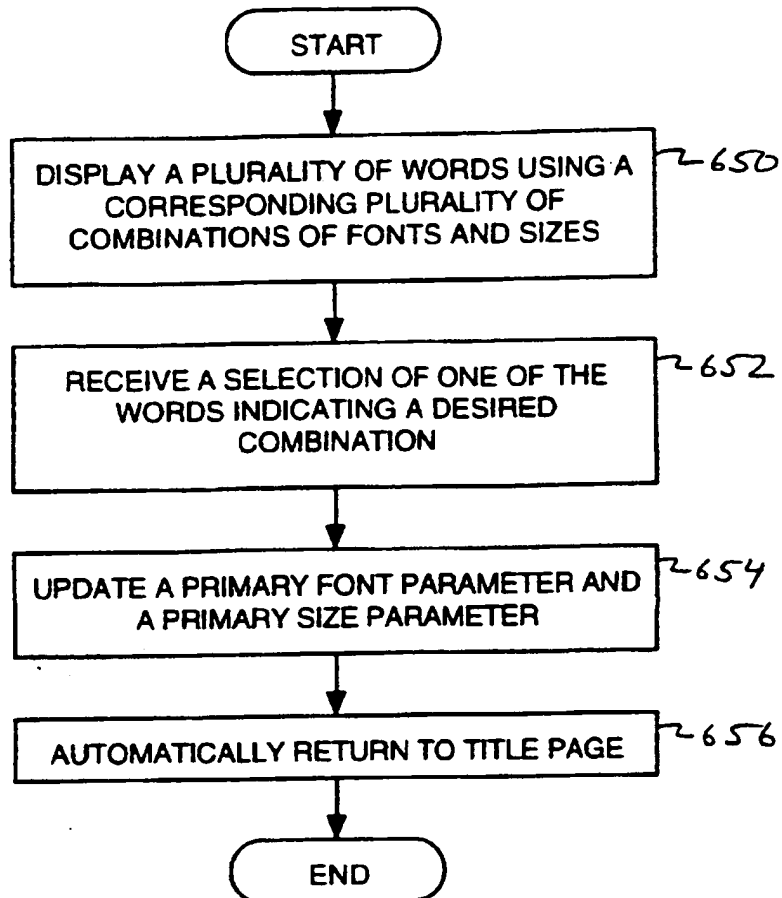 START
DISPLAY A PLURALITY OF WORDS USING A 650
CORRESPONDING PLURALITY OF
COMBINATIONS OF FONTS AND SIZES
RECEIVE A SELECTION OF ONE OF THE 652
WORDS INDICATING A DESIRED
COMBINATION
UPDATE A PRIMARY FONT PARAMETER AND 654
A PRIMARY SIZE PARAMETER
AUTOMATICALLY RETURN TO TITLE PAGE 656
END